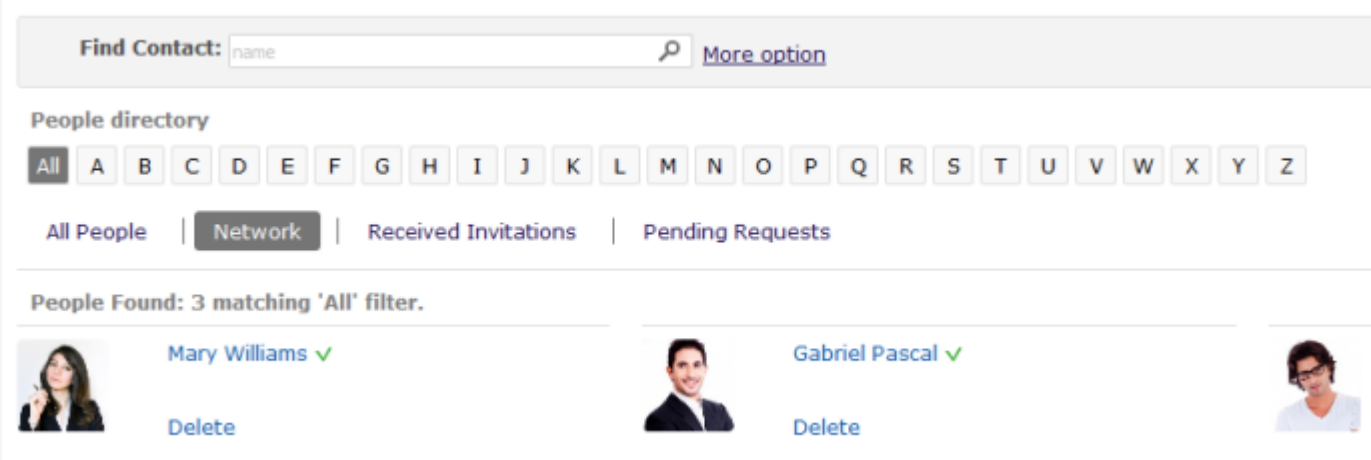 Find Contact: name More option
People directory
All A B C D E F G H I J K L M N O P Q R S T U V W X Y Z
All People | Network | Received Invitations | Pending Requests
People Found: 3 matching 'All' filter.
Mary Williams ✓ Gabriel Pascal ✓
Delete Delete